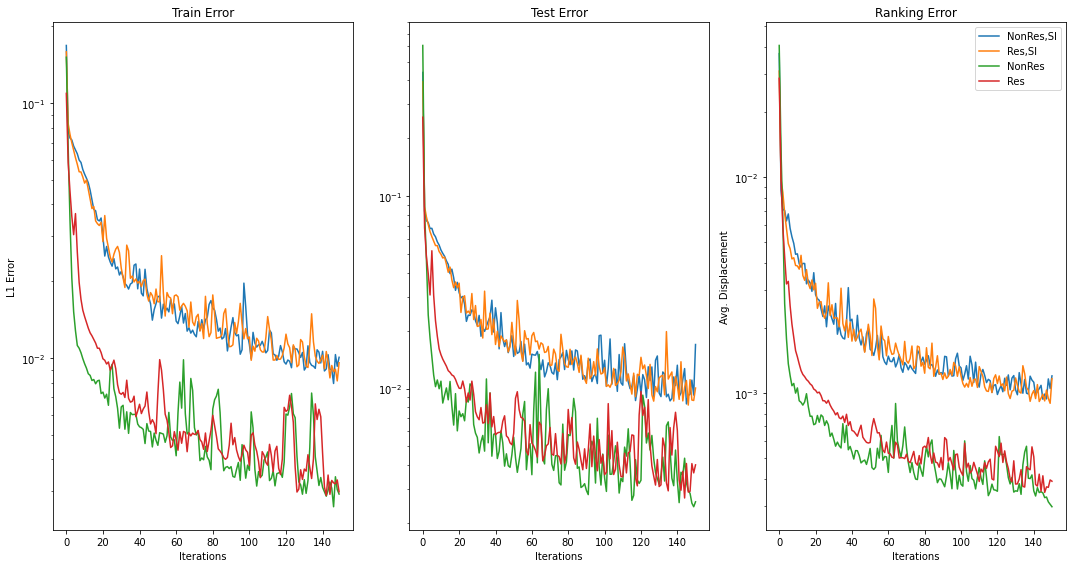 Train Error
Test Error
Ranking Error
NonRes,SI
Res,SI
NonRes
Res
L1 Error
10⁻¹
10⁻²
0 20 40 60 80 100 120 140
Iterations
10⁻¹
10⁻²
0 20 40 60 80 100 120 140
Iterations
Avg. Displacement
10⁻²
10⁻³
0 20 40 60 80 100 120 140
Iterations